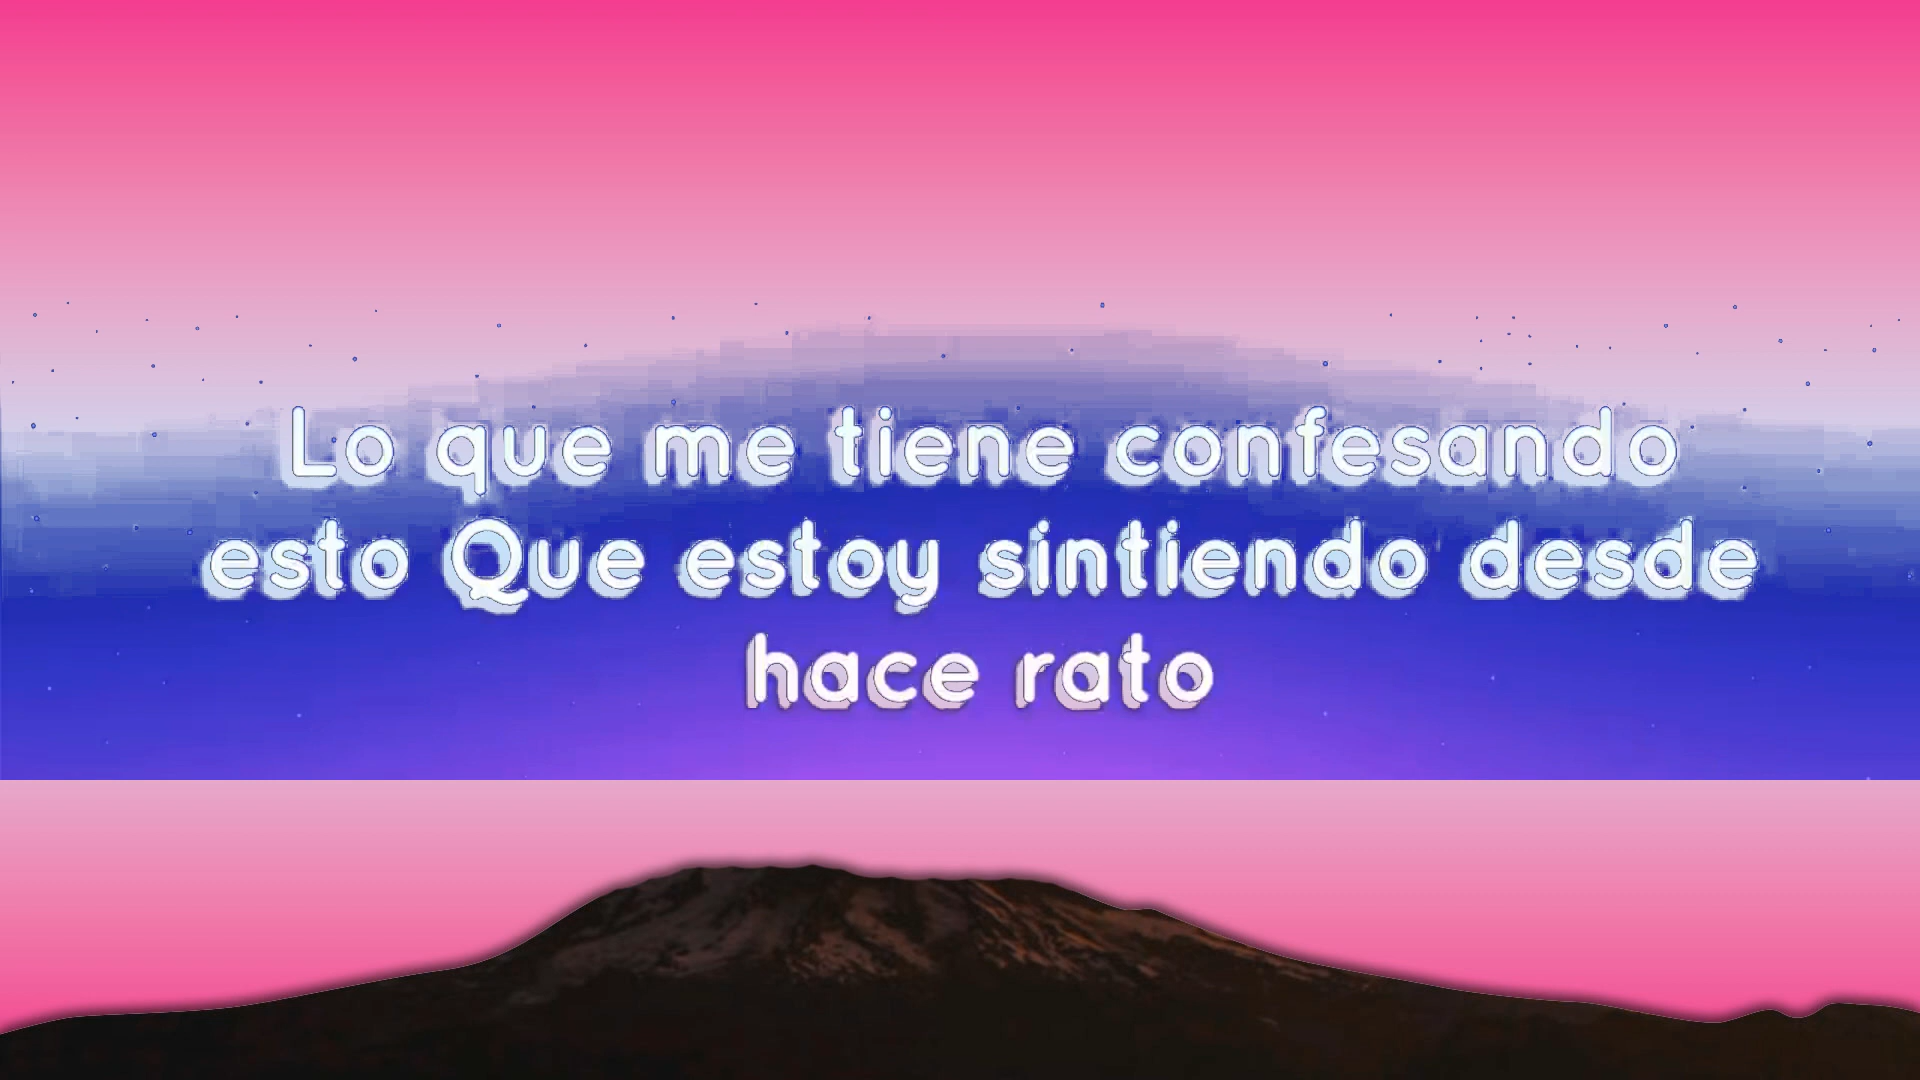 Lo que me tiene confesando
esto Que estoy sintiendo desde
hace rato